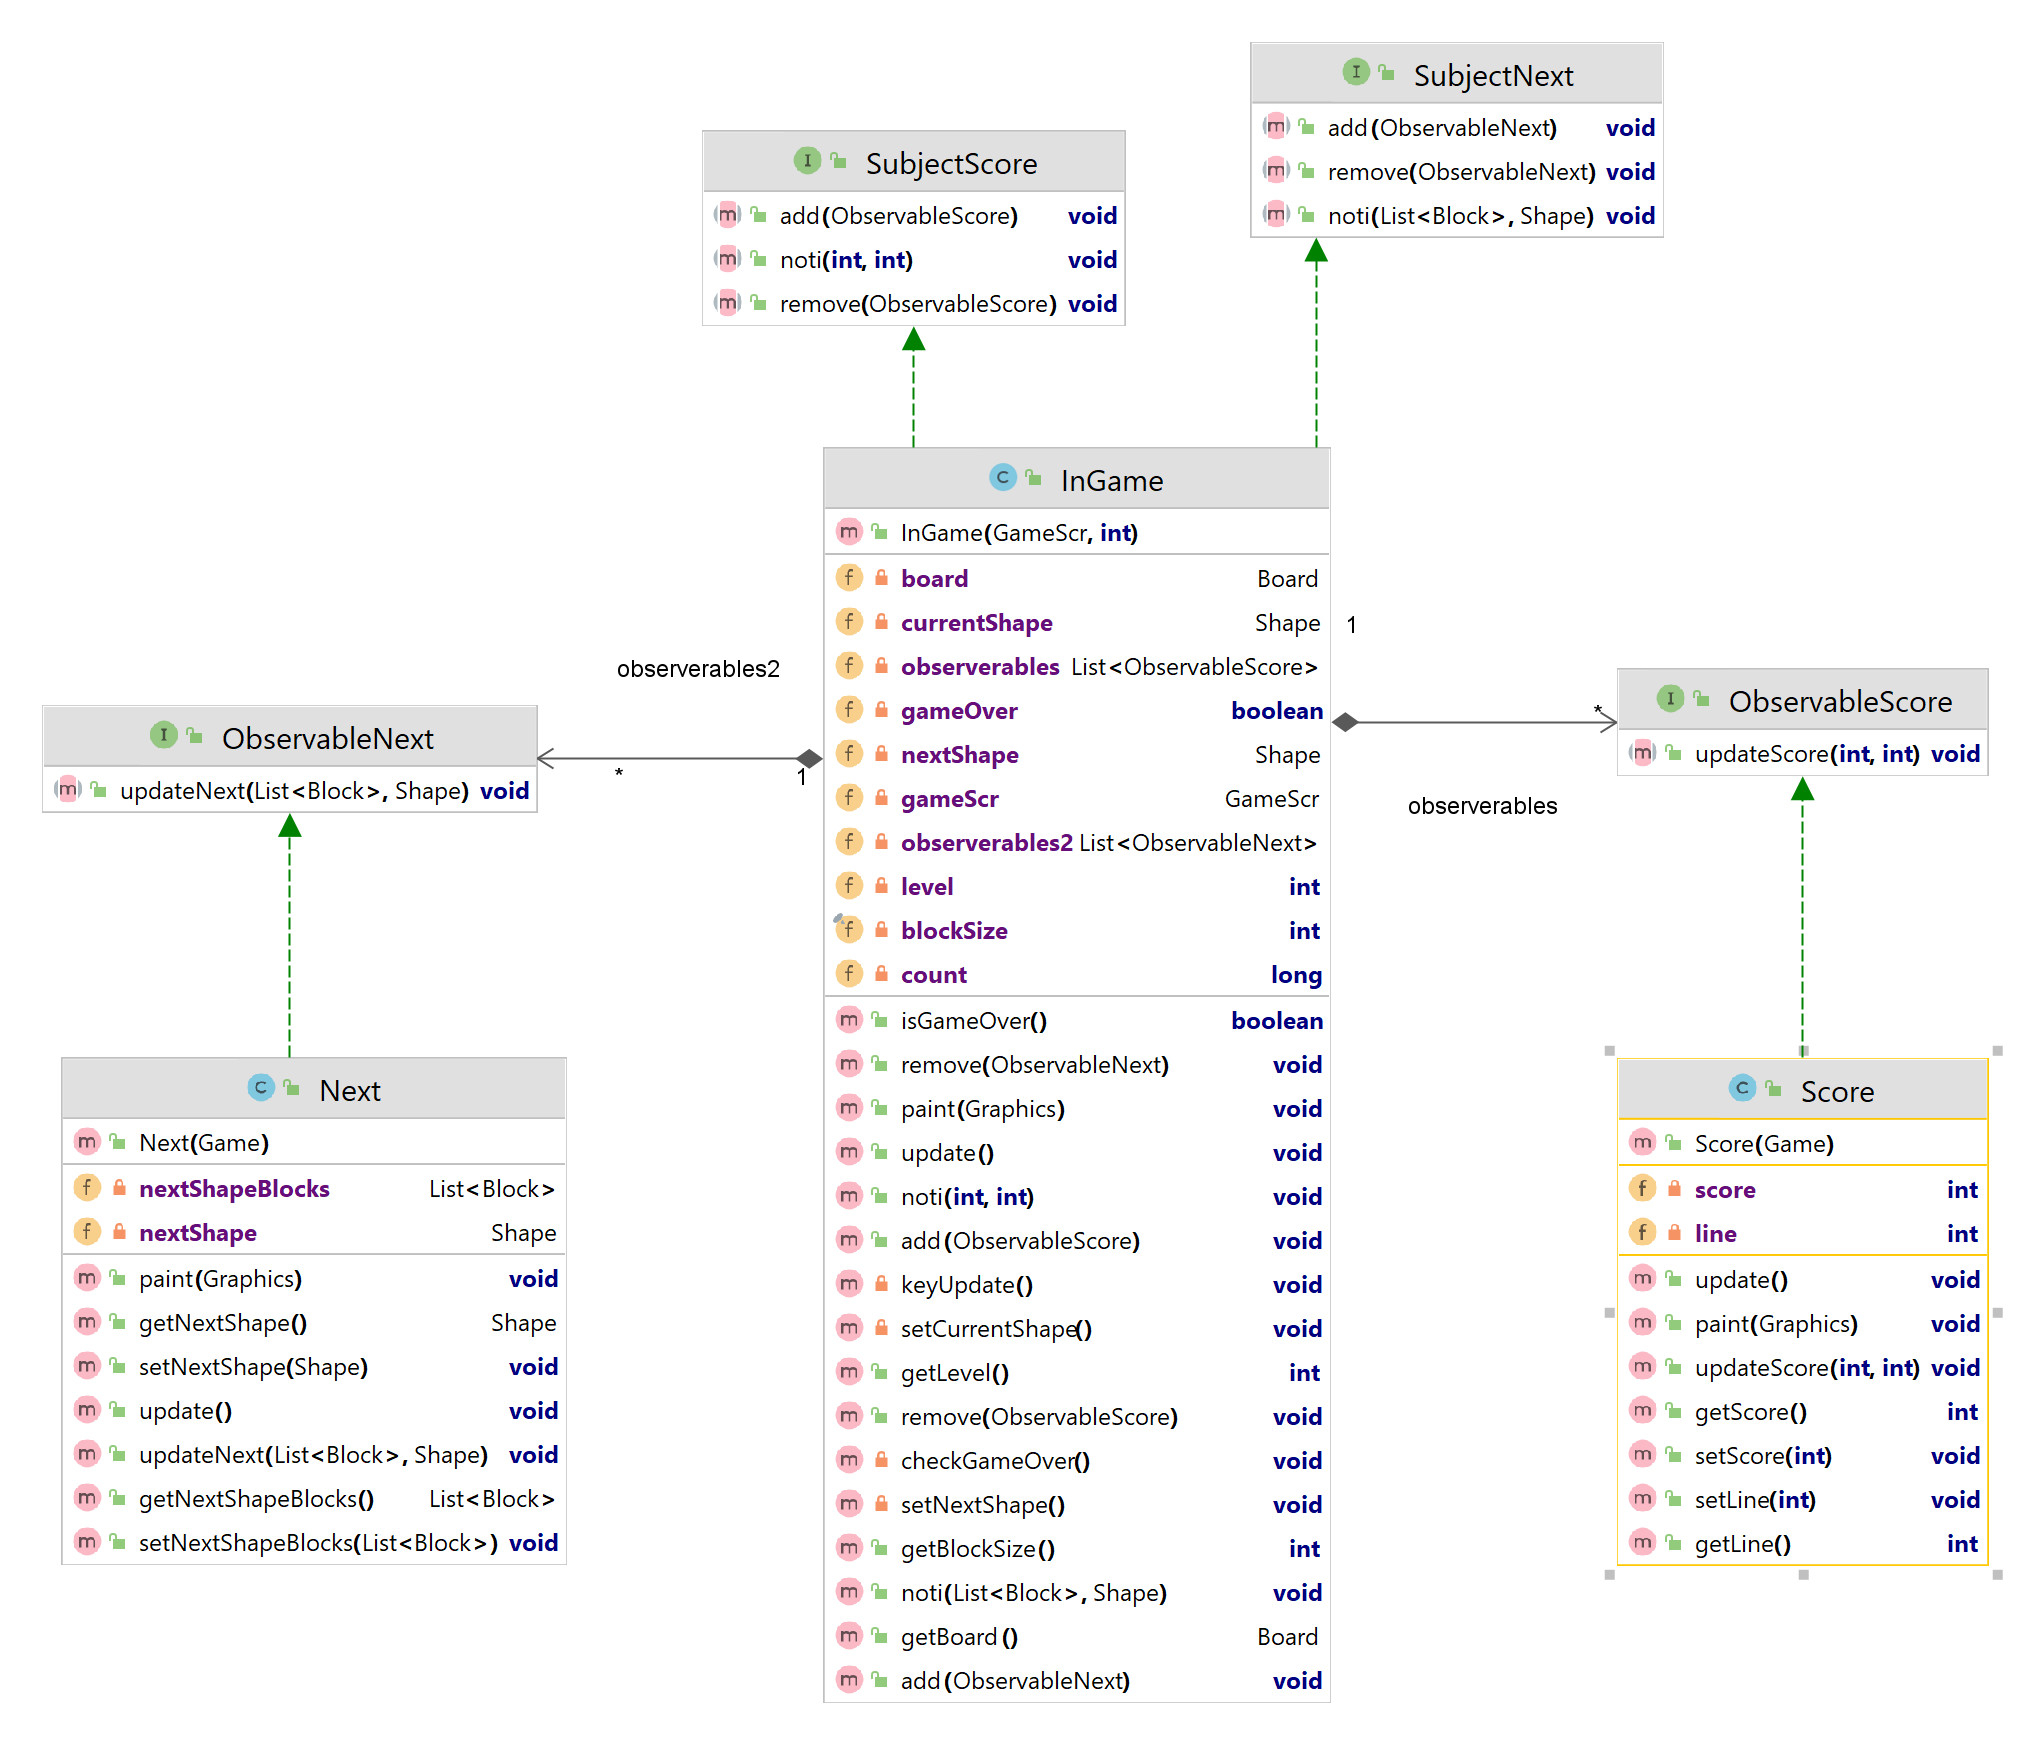 SubjectNext
add(ObservableNext) void
remove(ObservableNext) void
noti(List<Block>, Shape) void
SubjectScore
add(ObservableScore) void
noti(int, int) void
remove(ObservableScore) void
InGame
InGame(GameScr, int)
board Board
currentShape Shape
observerables List<ObservableScore>
gameOver boolean
nextShape Shape
gameScr GameScr
observerables2 List<ObservableNext>
level int
blockSize int
count long
isGameOver() boolean
remove(ObservableNext) void
paint(Graphics) void
update() void
noti(int, int) void
add(ObservableScore) void
keyUpdate() void
setCurrentShape() void
getLevel() int
remove(ObservableScore) void
checkGameOver() void
setNextShape() void
getBlockSize() int
noti(List<Block>, Shape) void
getBoard() Board
add(ObservableNext) void
observerables2
*
1
ObservableNext
updateNext(List<Block>, Shape) void
Next
Next(Game)
nextShapeBlocks List<Block>
nextShape Shape
paint(Graphics) void
getNextShape() Shape
setNextShape(Shape) void
update() void
updateNext(List<Block>, Shape) void
getNextShapeBlocks() List<Block>
setNextShapeBlocks(List<Block>) void
1
*
observerables
ObservableScore
updateScore(int, int) void
Score
Score(Game)
score int
line int
update() void
paint(Graphics) void
updateScore(int, int) void
getScore() int
setScore(int) void
setLine(int) void
getLine() int